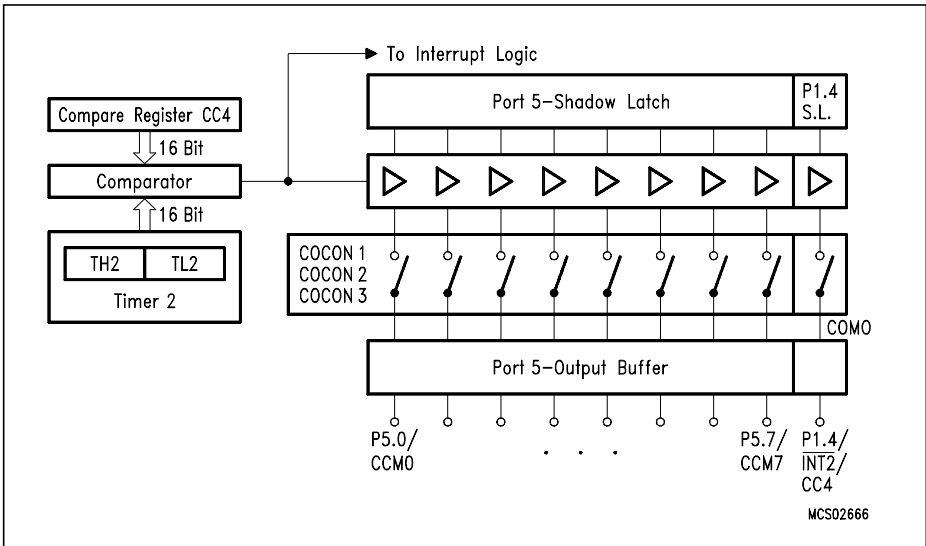 To Interrupt Logic
Port 5-Shadow Latch
P1.4
S.L.
Compare Register CC4
16 Bit
Comparator
16 Bit
TH2
TL2
Timer 2
COCON 1
COCON 2
COCON 3
COMO
Port 5-Output Buffer
P5.0/
CCM0
. . .
P5.7/
CCM7
P1.4/
INT2/
CC4
MCS02666